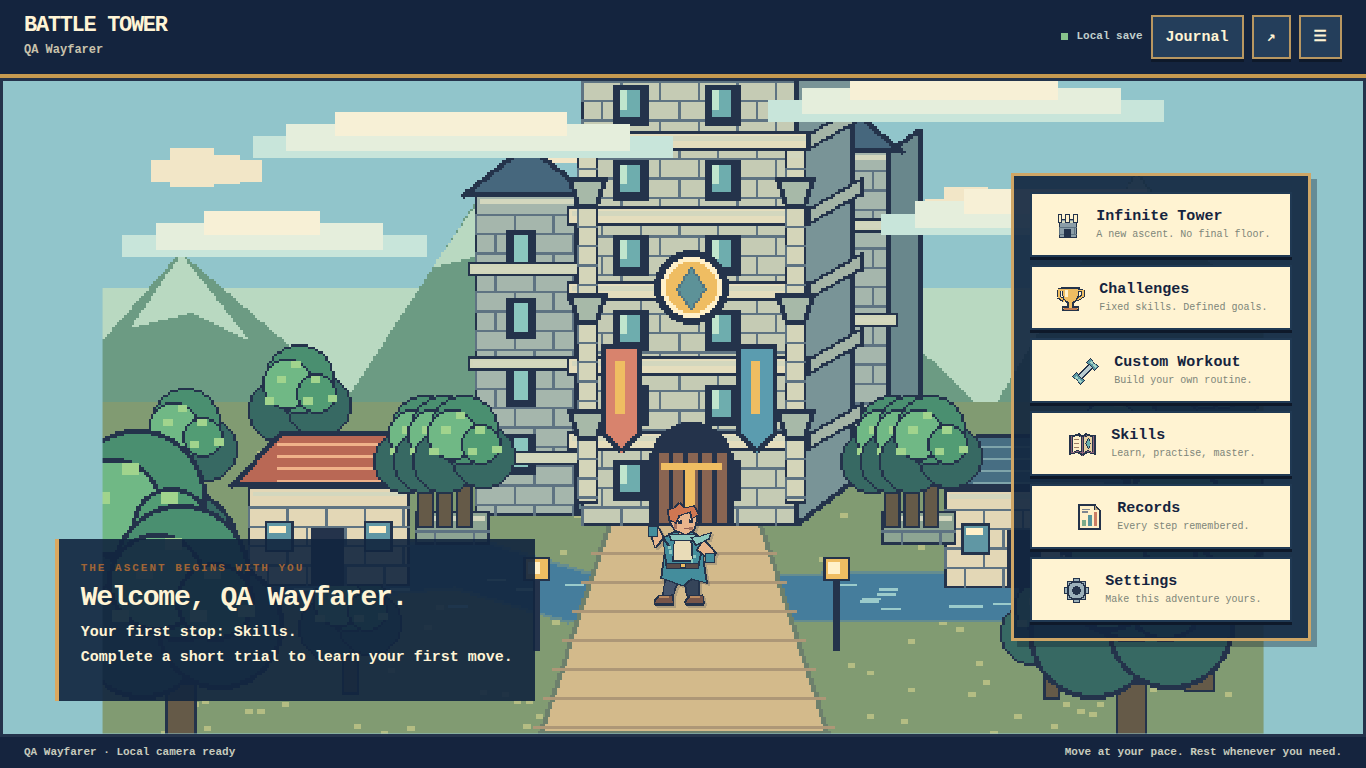 BATTLE TOWER
QA Wayfarer
Local save
Journal
↗
☰
Infinite Tower
A new ascent. No final floor.
Challenges
Fixed skills. Defined goals.
Custom Workout
Build your own routine.
Skills
Learn, practise, master.
Records
Every step remembered.
Settings
Make this adventure yours.
THE ASCENT BEGINS WITH YOU
Welcome, QA Wayfarer.
Your first stop: Skills.
Complete a short trial to learn your first move.
QA Wayfarer · Local camera ready
Move at your pace. Rest whenever you need.